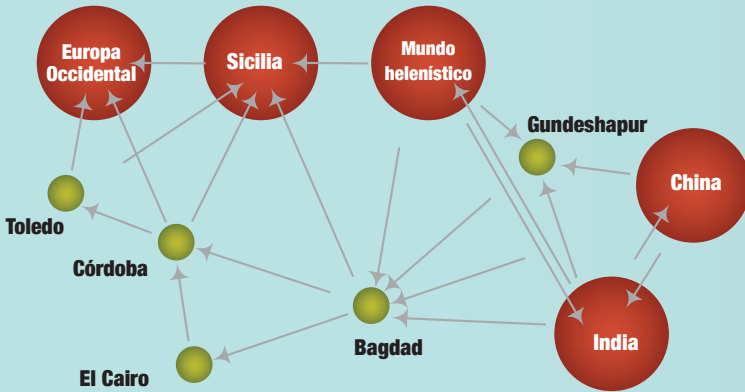 Europa
Occidental
Sicilia
Mundo
helenístico
Gundeshapur
China
Toledo
Córdoba
Bagdad
India
El Cairo